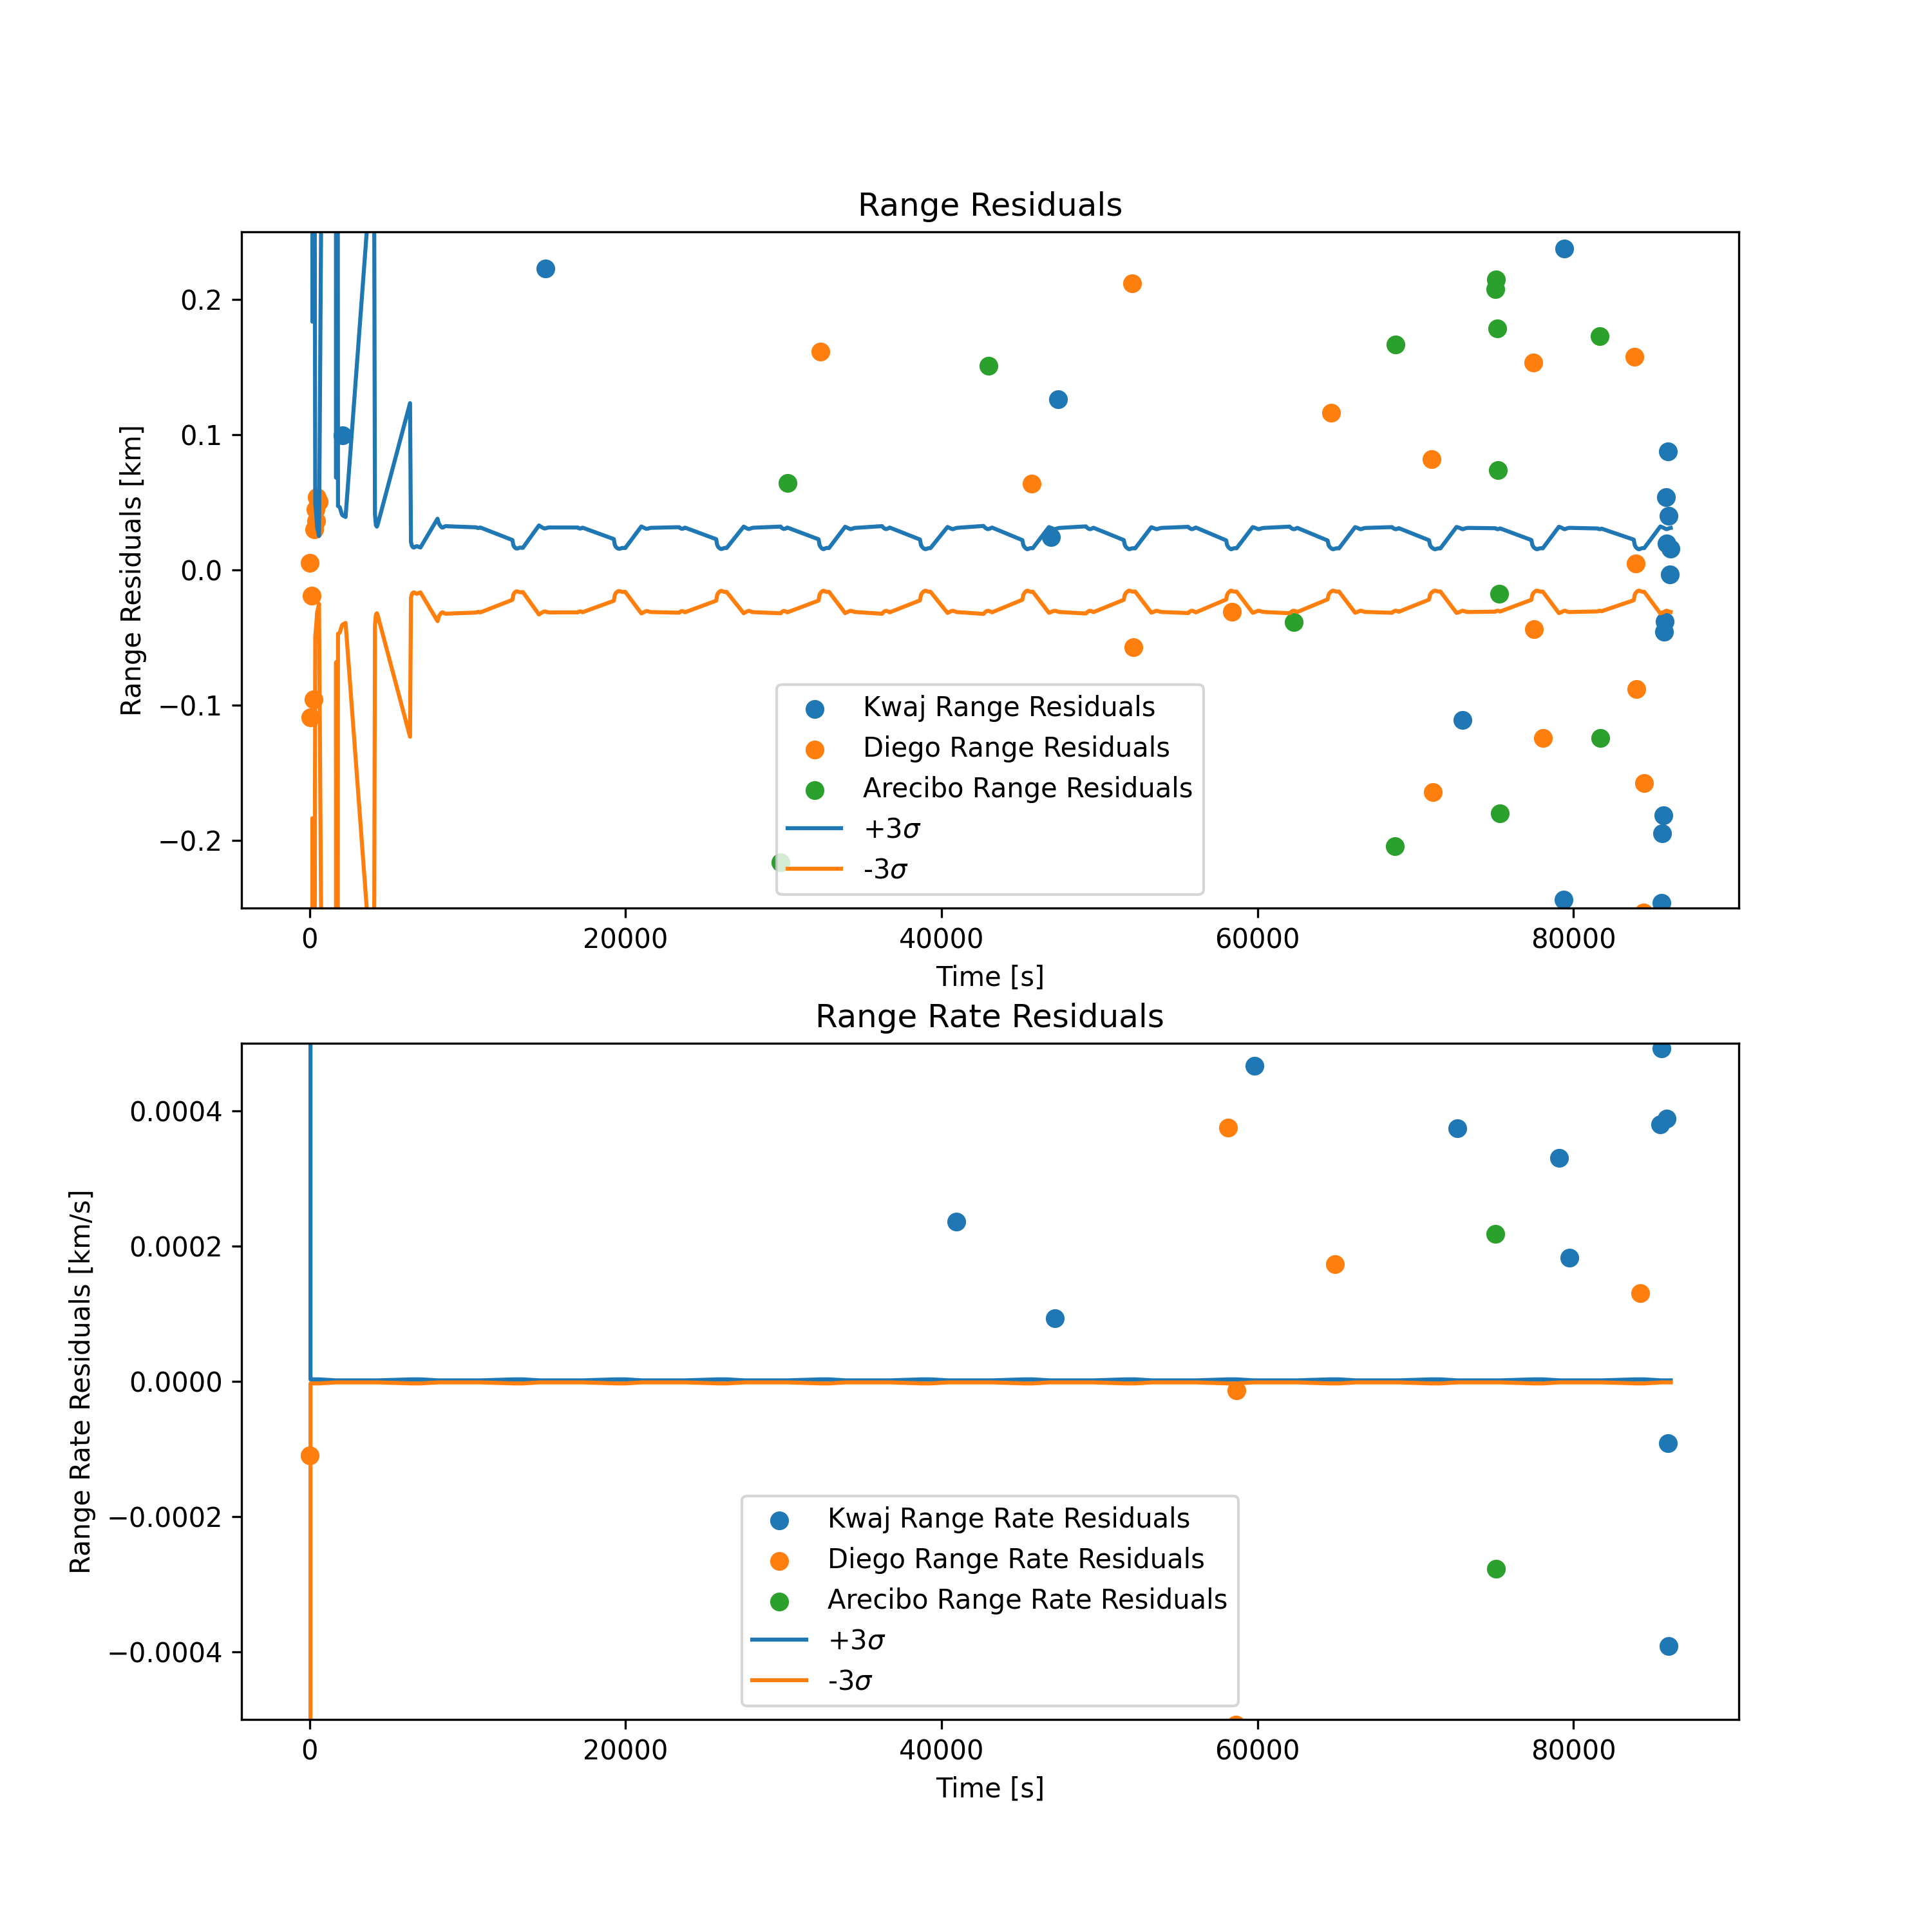 Range Residuals
0.2
0.1
0.0
−0.1
−0.2
Range Residuals [km]
Kwaj Range Residuals
Diego Range Residuals
Arecibo Range Residuals
+3σ
-3σ
0 20000 40000 60000 80000
Time [s]
Range Rate Residuals
0.0004
0.0002
0.0000
−0.0002
−0.0004
Range Rate Residuals [km/s]
Kwaj Range Rate Residuals
Diego Range Rate Residuals
Arecibo Range Rate Residuals
+3σ
-3σ
0 20000 40000 60000 80000
Time [s]